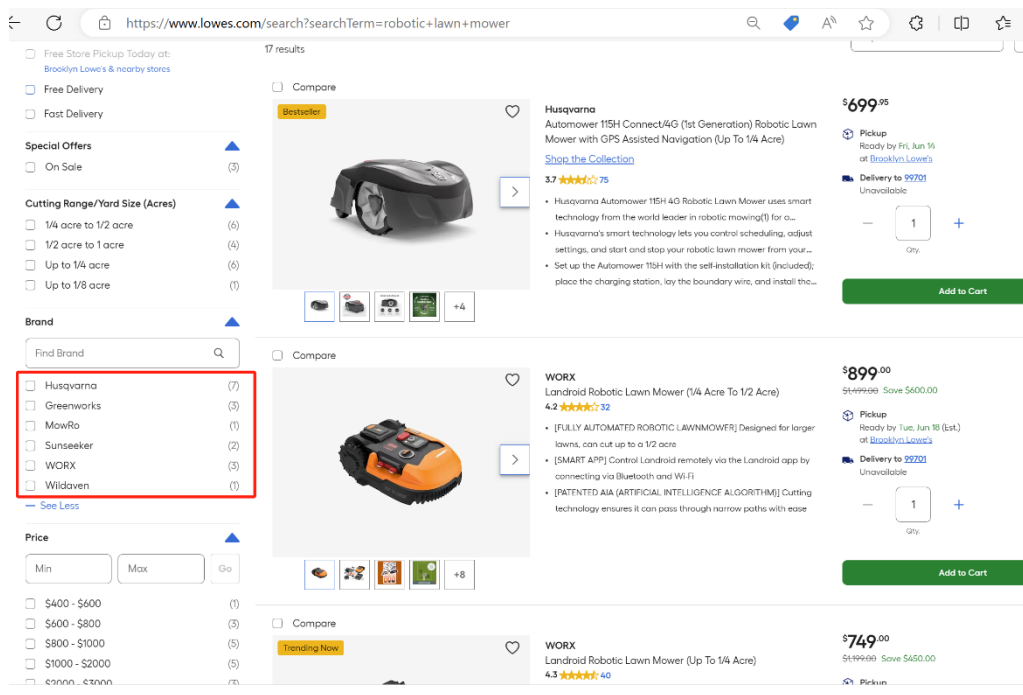 https://www.lowes.com/search?searchTerm=robotic+lawn+mower
Free Store Pickup Today at:
Brooklyn Lowe's & nearby stores
Free Delivery
Fast Delivery
Special Offers
On Sale (3)
Cutting Range/Yard Size (Acres)
1/4 acre to 1/2 acre (6)
1/2 acre to 1 acre (4)
Up to 1/4 acre (6)
Up to 1/8 acre (1)
Brand
Find Brand
Husqvarna (7)
Greenworks (3)
MowRo (1)
Sunseeker (2)
WORX (3)
Wildaven (1)
See Less
Price
Min Max Go
$400 - $600 (1)
$600 - $800 (3)
$800 - $1000 (5)
$1000 - $2000 (5)
$2000 - $3000 (3)
17 results
Compare
Bestseller
+4
Husqvarna
Automower 115H Connect/4G (1st Generation) Robotic Lawn
Mower with GPS Assisted Navigation (Up To 1/4 Acre)
Shop the Collection
3.7 75
• Husqvarna Automower 115H 4G Robotic Lawn Mower uses smart
technology from the world leader in robotic mowing(1) for a...
• Husqvarna's smart technology lets you control scheduling, adjust
settings, and start and stop your robotic lawn mower from your...
• Set up the Automower 115H with the self-installation kit (included);
place the charging station, lay the boundary wire, and install the...
$699.95
Pickup
Ready by Fri, Jun 14
at Brooklyn Lowe's
Delivery to 99701
Unavailable
1
Qty.
Add to Cart
Compare
+8
WORX
Landroid Robotic Lawn Mower (1/4 Acre To 1/2 Acre)
4.2 32
• [FULLY AUTOMATED ROBOTIC LAWNMOWER] Designed for larger
lawns, can cut up to a 1/2 acre
• [SMART APP] Control Landroid remotely via the Landroid app by
connecting via Bluetooth and Wi-Fi
• [PATENTED AIA (ARTIFICIAL INTELLIGENCE ALGORITHM)] Cutting
technology ensures it can pass through narrow paths with ease
$899.00
$1,499.00 Save $600.00
Pickup
Ready by Tue, Jun 18 (Est.)
at Brooklyn Lowe's
Delivery to 99701
Unavailable
1
Qty.
Add to Cart
Compare
Trending Now
WORX
Landroid Robotic Lawn Mower (Up To 1/4 Acre)
4.3 40
$749.00
$1,199.00 Save $450.00
Pickup